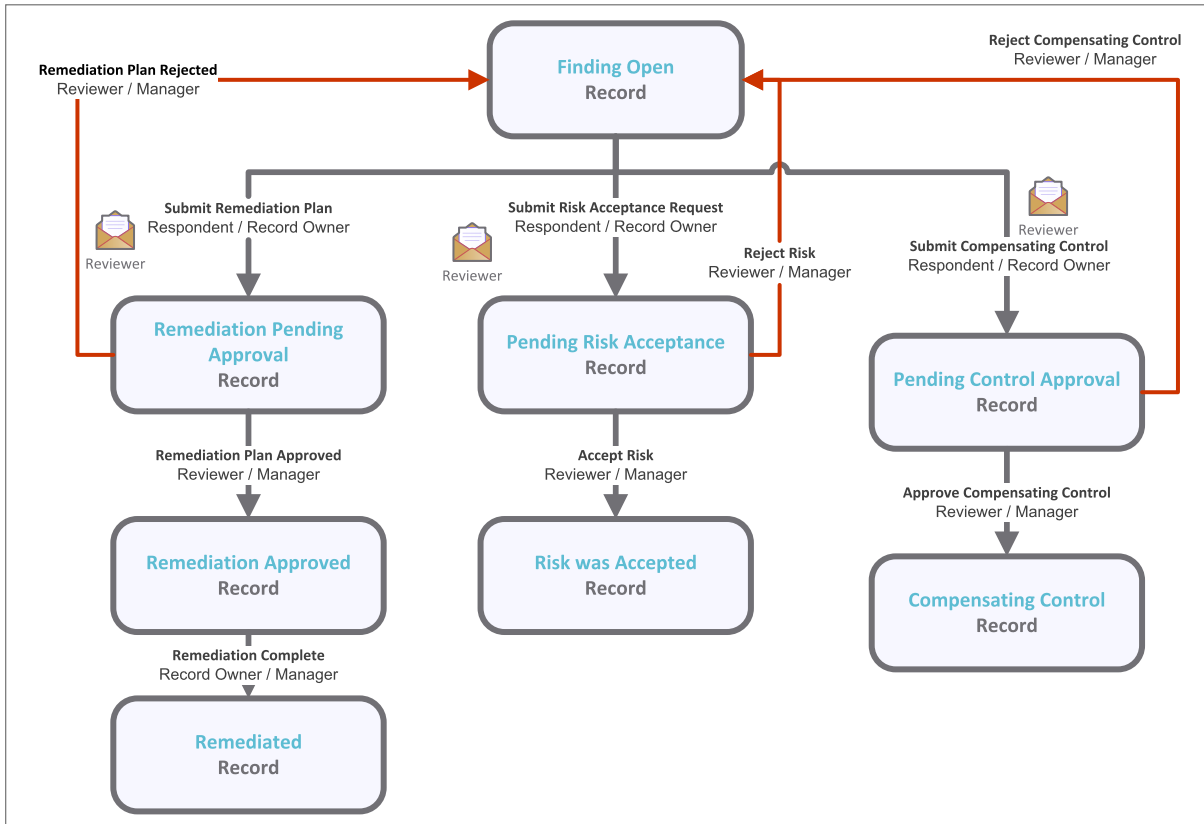 Finding Open
Record
Remediation Plan Rejected
Reviewer / Manager
Reject Compensating Control
Reviewer / Manager
Reviewer
Submit Remediation Plan
Respondent / Record Owner
Reviewer
Submit Risk Acceptance Request
Respondent / Record Owner
Reject Risk
Reviewer / Manager
Reviewer
Submit Compensating Control
Respondent / Record Owner
Remediation Pending
Approval
Record
Pending Risk Acceptance
Record
Pending Control Approval
Record
Remediation Plan Approved
Reviewer / Manager
Accept Risk
Reviewer / Manager
Approve Compensating Control
Reviewer / Manager
Remediation Approved
Record
Risk was Accepted
Record
Compensating Control
Record
Remediation Complete
Record Owner / Manager
Remediated
Record